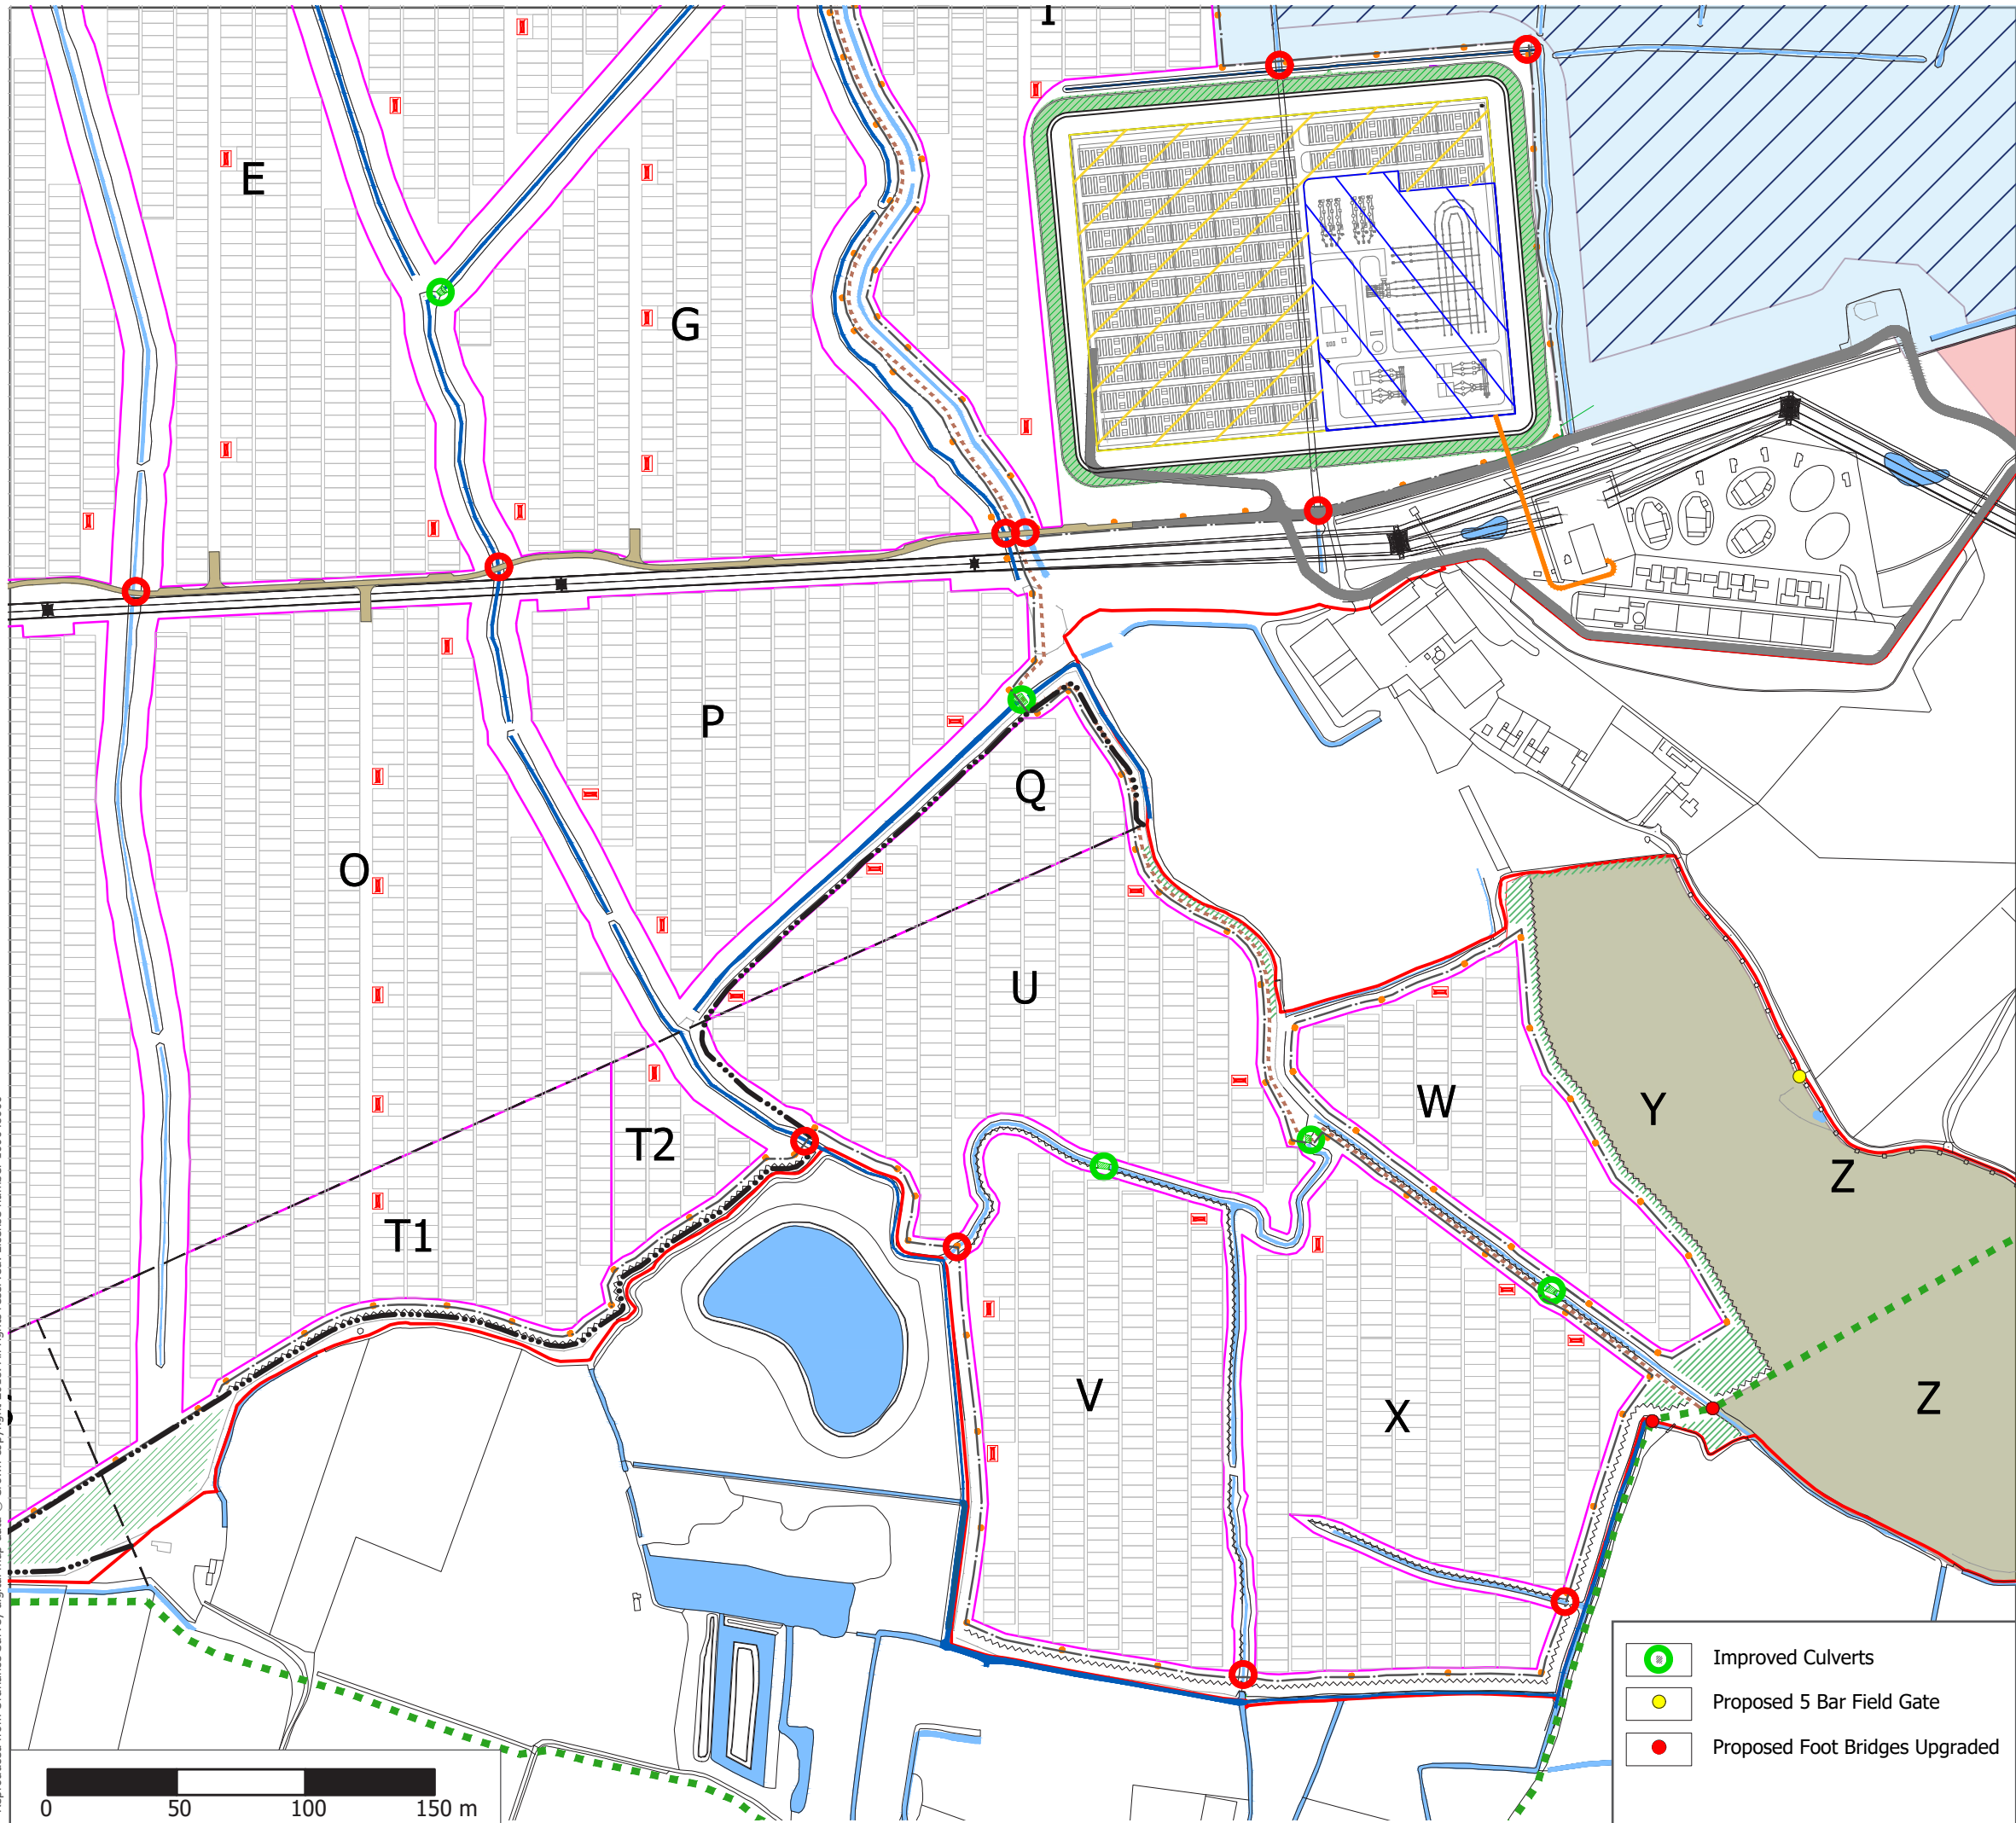 E
G
P
Q
O
U
W
Y
T2
Z
T1
V
X
Z
Improved Culverts
Proposed 5 Bar Field Gate
Proposed Foot Bridges Upgraded
0 50 100 150 m